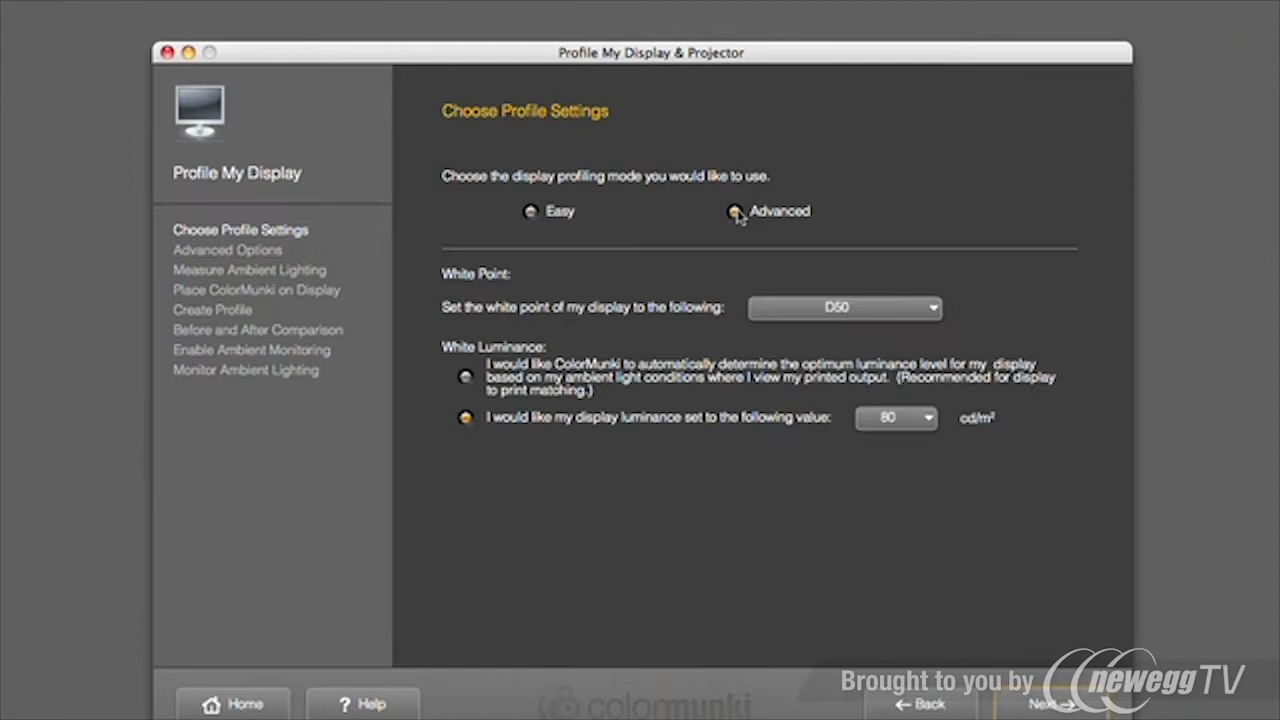 Profile My Display & Projector
Profile My Display
Choose Profile Settings
Advanced Options
Measure Ambient Lighting
Place ColorMunki on Display
Create Profile
Before and After Comparison
Enable Ambient Monitoring
Monitor Ambient Lighting
Choose Profile Settings
Choose the display profiling mode you would like to use.
Easy
Advanced
White Point:
Set the white point of my display to the following:
D50
White Luminance:
I would like ColorMunki to automatically determine the optimum luminance level for my display
based on my ambient light conditions where I view my printed output. (Recommended for display
to print matching.)
I would like my display luminance set to the following value:
80
cd/m²
Home
? Help
colormunki
Back
Next
Brought to you by newegg TV